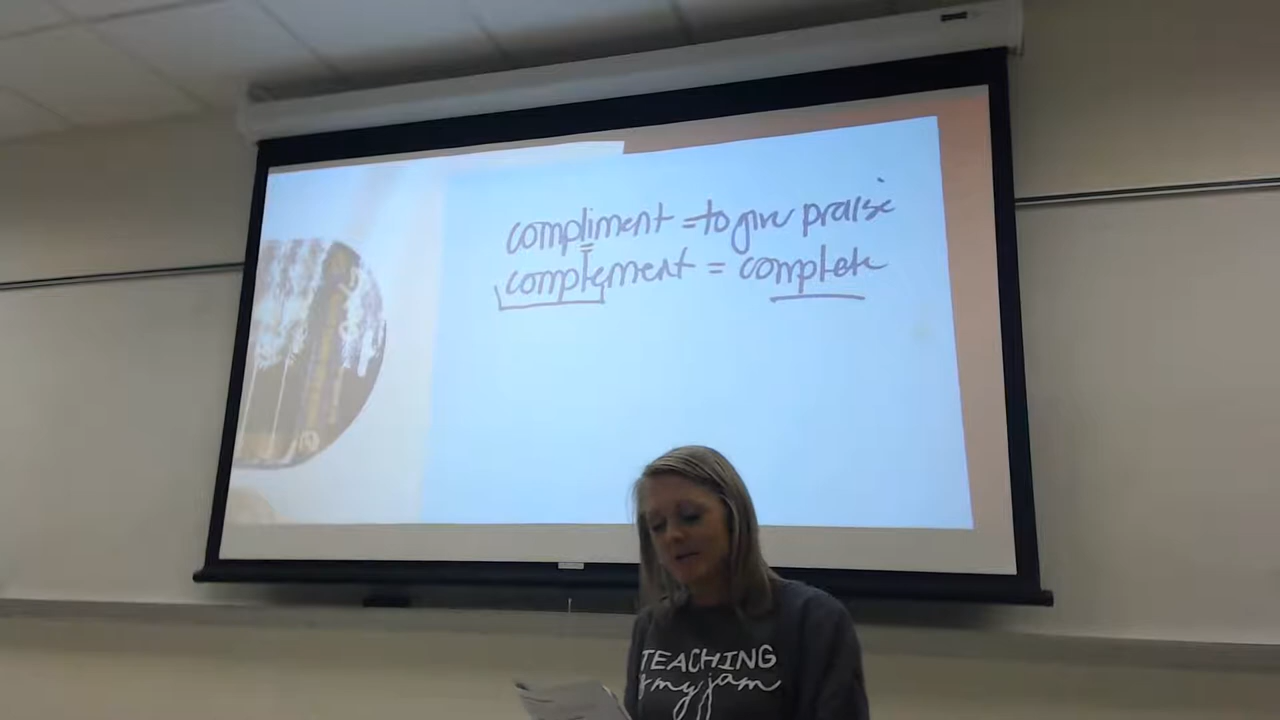 compliment = to give praise
complement = complete
TEACHING
my jam